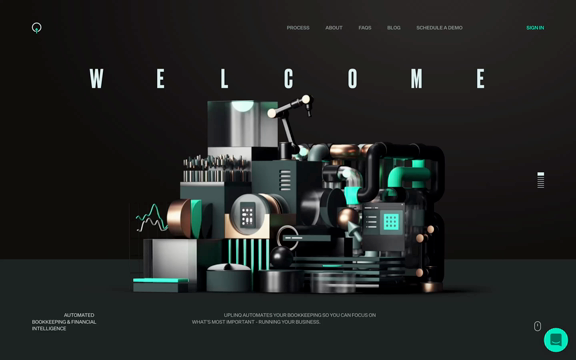 PROCESS ABOUT FAQS BLOG SCHEDULE A DEMO SIGN IN
WELCOME
AUTOMATED
BOOKKEEPING & FINANCIAL
INTELLIGENCE
UPLING AUTOMATES YOUR BOOKKEEPING SO YOU CAN FOCUS ON
WHAT'S MOST IMPORTANT - RUNNING YOUR BUSINESS.